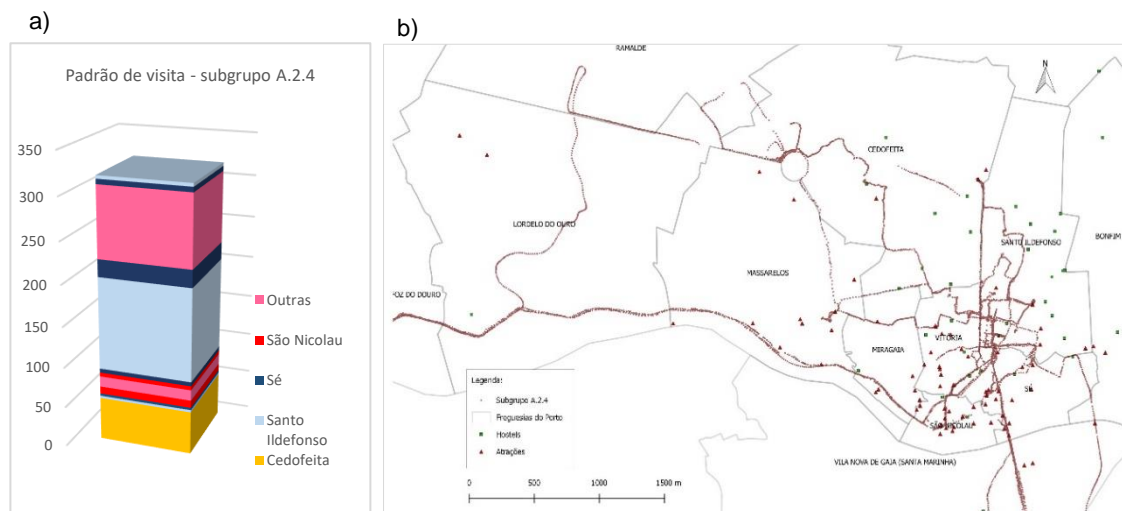 a)
Padrão de visita - subgrupo A.2.4
350
300
250
200
150
100
50
0
Outras
São Nicolau
Sé
Santo
Ildefonso
Cedofeita
b)
RAMALDE
N
CEDOFEITA
LORDELO DO OURO
SANTO ILDEFONSO
BONFIM
MASSARELOS
FOZ DO DOURO
VITÓRIA
MIRAGAIA
SÉ
SÃO NICOLAU
VILA NOVA DE GAJA (SANTA MARINHA)
Legenda:
Subgrupo A.2.4
Freguesias do Porto
Hostels
Atrações
0 500 1000 1500 m